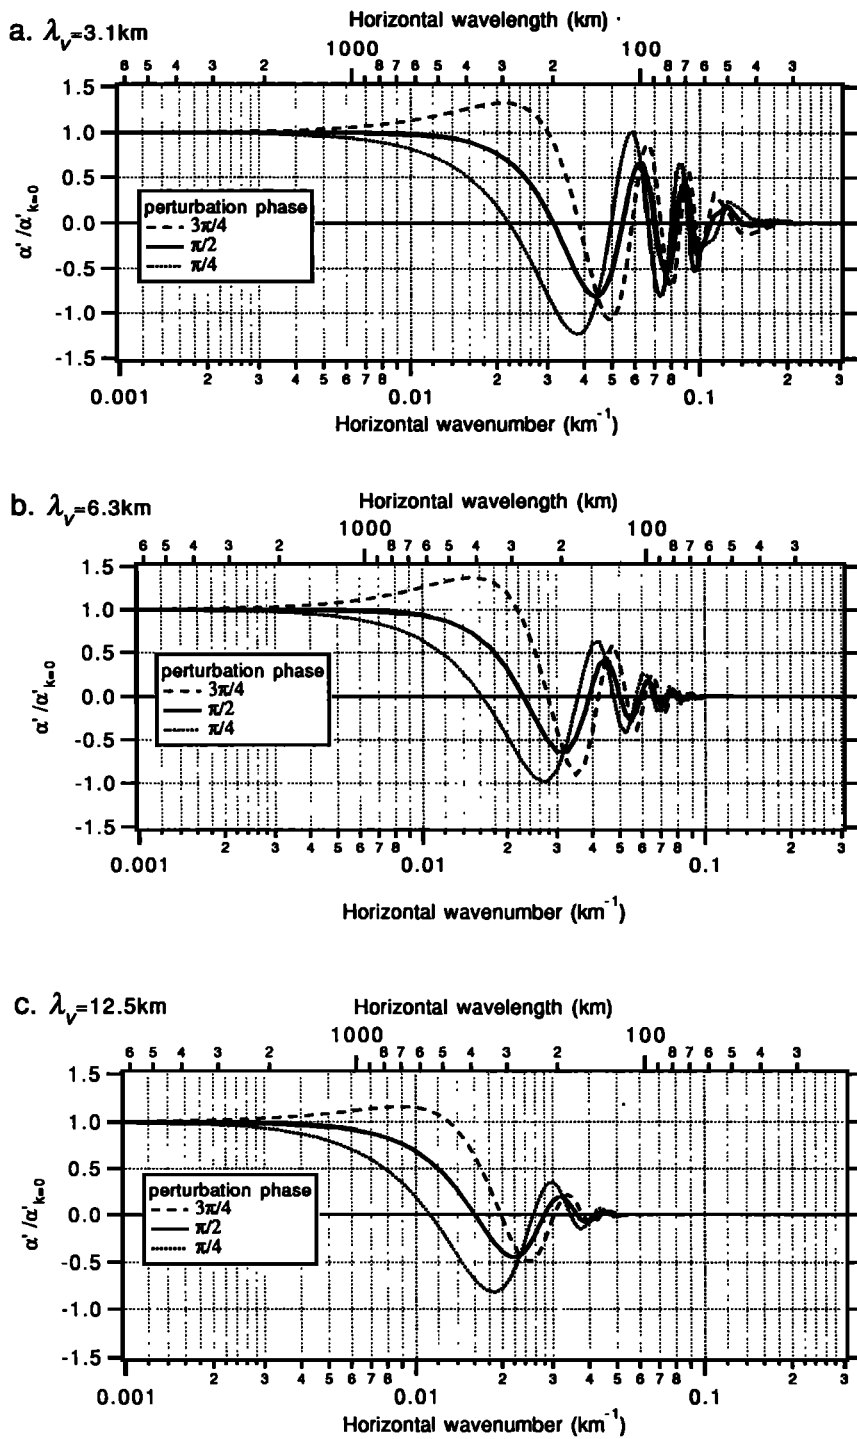 a. λv=3.1km
Horizontal wavelength (km)
1000 100
6 5 4 3 2 8 7 6 5 4 3 2 8 7 6 5 4 3
1.5
1.0
0.5
0.0
-0.5
-1.0
-1.5
α'/α'k=0
perturbation phase
3π/4
π/2
π/4
2 3 4 5 6 7 8 2 3 4 5 6 7 8 2 3
0.001 0.01 0.1
Horizontal wavenumber (km-1)
b. λv=6.3km
Horizontal wavelength (km)
1000 100
6 5 4 3 2 8 7 6 5 4 3 2 8 7 6 5 4 3
1.5
1.0
0.5
0.0
-0.5
-1.0
-1.5
α'/α'k=0
perturbation phase
3π/4
π/2
π/4
2 3 4 5 6 7 8 2 3 4 5 6 7 8 2 3
0.001 0.01 0.1
Horizontal wavenumber (km-1)
c. λv=12.5km
Horizontal wavelength (km)
1000 100
6 5 4 3 2 8 7 6 5 4 3 2 8 7 6 5 4 3
1.5
1.0
0.5
0.0
-0.5
-1.0
-1.5
α'/α'k=0
perturbation phase
3π/4
π/2
π/4
2 3 4 5 6 7 8 2 3 4 5 6 7 8 2 3
0.001 0.01 0.1
Horizontal wavenumber (km-1)